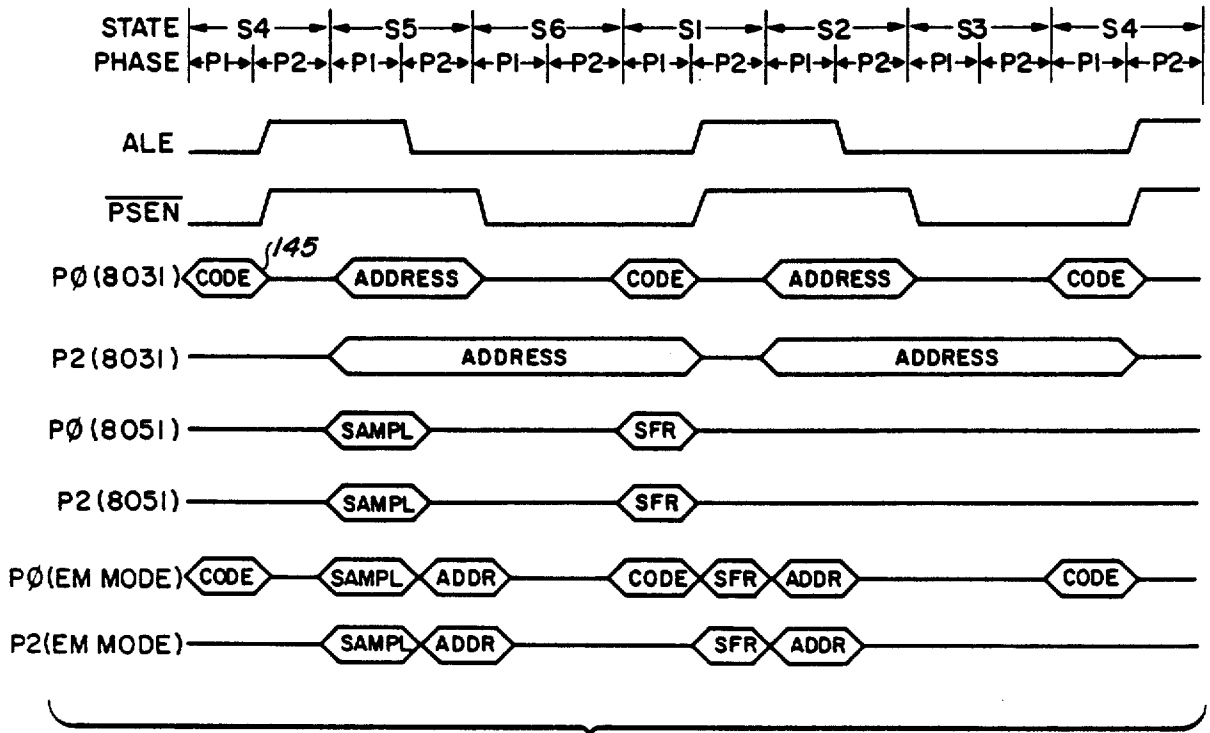 STATE S4 S5 S6 S1 S2 S3 S4
PHASE P1 P2 P1 P2 P1 P2 P1 P2 P1 P2 P1 P2 P1 P2
ALE
PSEN
145
PØ(8031) CODE ADDRESS CODE ADDRESS CODE
P2(8031) ADDRESS ADDRESS
PØ(8051) SAMPL SFR
P2(8051) SAMPL SFR
PØ(EM MODE) CODE SAMPL ADDR CODE SFR ADDR CODE
P2(EM MODE) SAMPL ADDR SFR ADDR